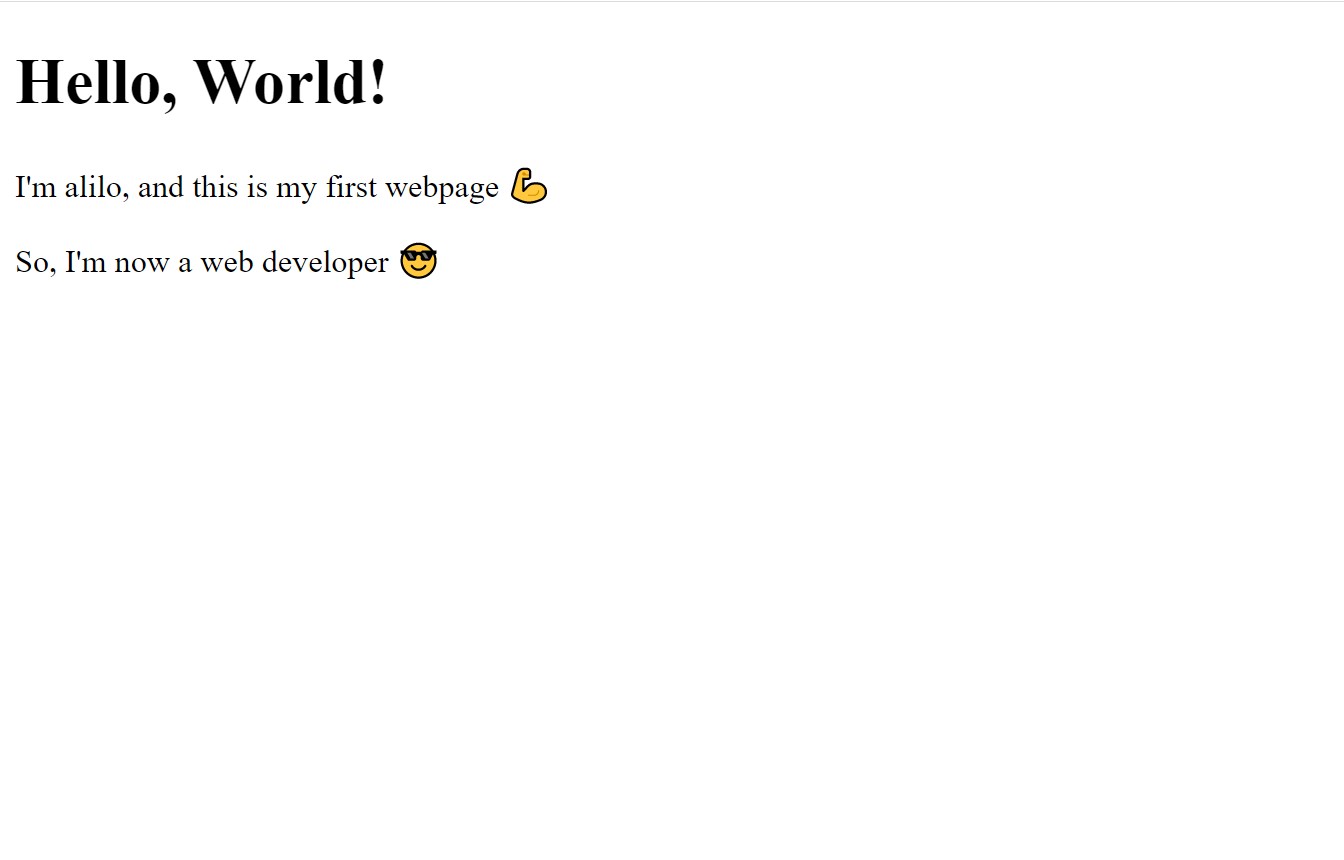 Hello, World!
I'm alilo, and this is my first webpage 💪
So, I'm now a web developer 😎